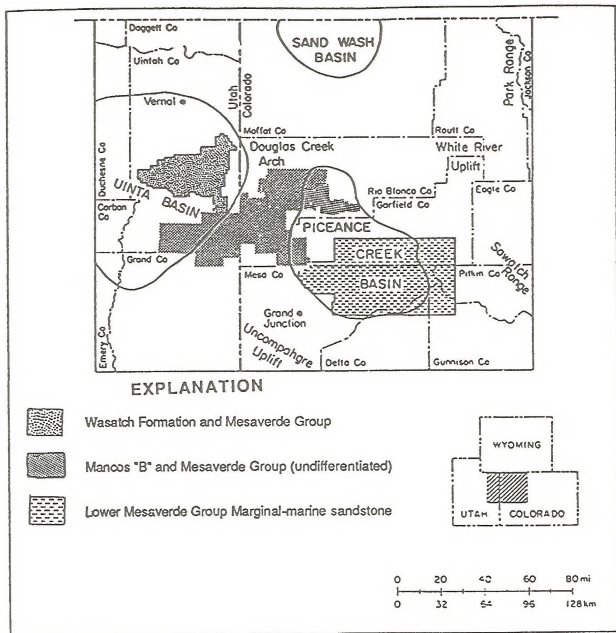 Daggett Co
Uintah Co
Vernal
Duchesne Co
Carbon Co
UINTA BASIN
Utah
Colorado
SAND WASH
BASIN
Park Range
Jackson Co
Moffat Co
Routt Co
Douglas Creek
Arch
White River
Uplift
Rio Blanco Co
Garfield Co
Eagle Co
PICEANCE
CREEK
BASIN
Sawatch
Range
Grand Co
Mesa Co
Pitkin Co
Grand
Junction
Emery Co
Uncompahgre
Uplift
Delta Co
Gunnison Co
EXPLANATION
Wasatch Formation and Mesaverde Group
Mancos "B" and Mesaverde Group (undifferentiated)
Lower Mesaverde Group Marginal-marine sandstone
WYOMING
UTAH
COLORADO
0 20 40 60 80 mi
0 32 64 96 128 km